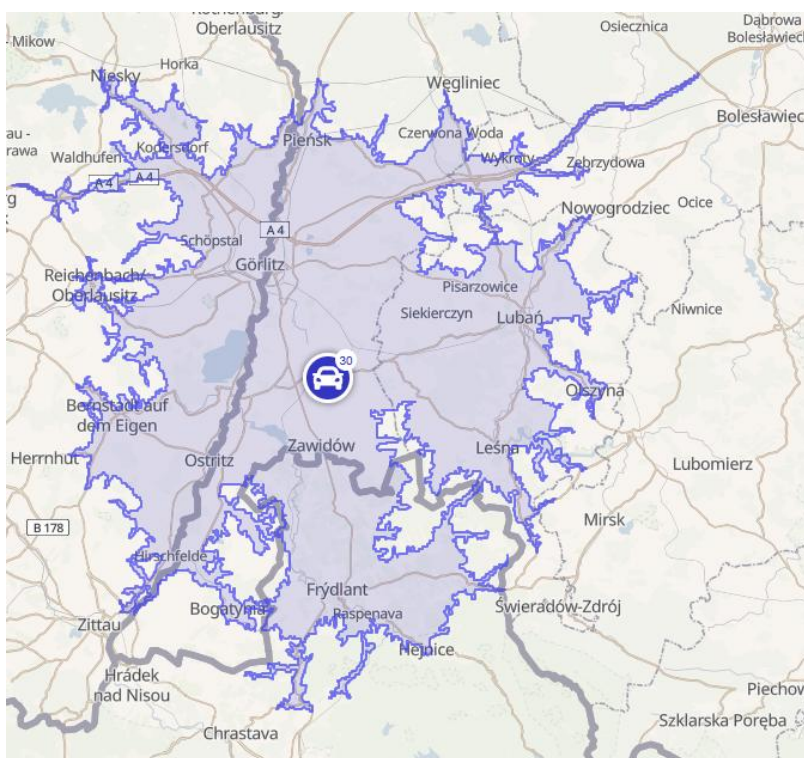 Oberlausitz
Osiecznica
Dąbrowa
Bolesławiec
Mikow
Horka
Niesky
Węgliniec
Bolesławiec
Pieńsk
Czerwona Woda
Kodersdorf
Waldhufen
Wykroty
Zebrzydowa
A 4
A 4
Nowogrodziec
Ocice
A 4
Schöpstal
Görlitz
Reichenbach/
Oberlausitz
Pisarzowice
Niwnice
Siekierczyn
Lubań
30
Olszyna
Bernstadt auf
dem Eigen
Zawidów
Leśna
Herrnhut
Ostritz
Lubomierz
B 178
Mirsk
Hirschfelde
Frýdlant
Bogatynia
Raspenava
Świeradów-Zdrój
Zittau
Hejnice
Hrádek
nad Nisou
Piechow
Szklarska Poręba
Chrastava